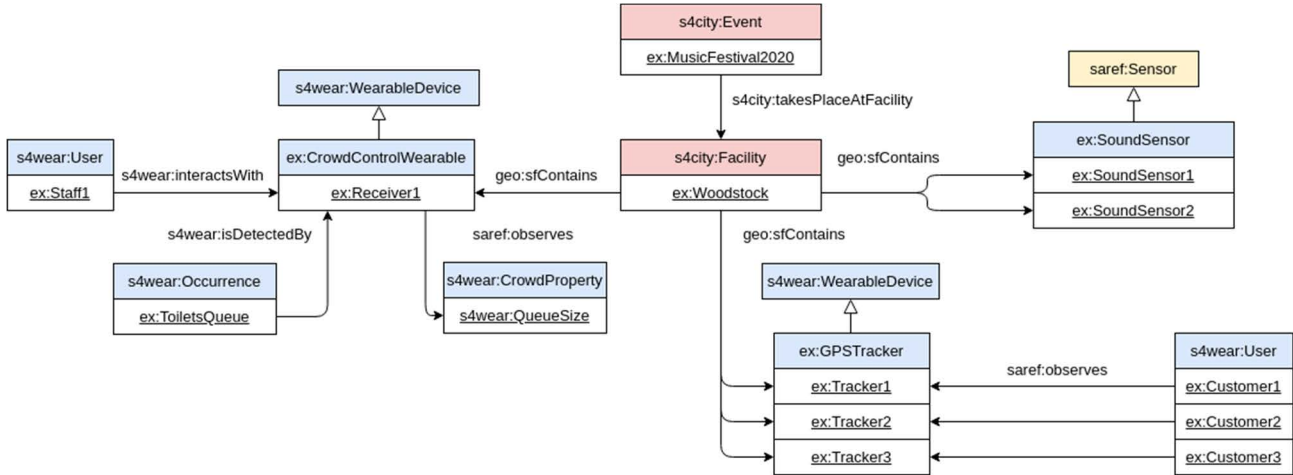 s4city:Event
ex:MusicFestival2020
s4city:takesPlaceAtFacility
s4wear:WearableDevice
saref:Sensor
s4wear:User
ex:Staff1
s4wear:interactsWith
ex:CrowdControlWearable
ex:Receiver1
geo:sfContains
s4city:Facility
ex:Woodstock
geo:sfContains
ex:SoundSensor
ex:SoundSensor1
ex:SoundSensor2
s4wear:isDetectedBy
saref:observes
geo:sfContains
s4wear:Occurrence
ex:ToiletsQueue
s4wear:CrowdProperty
s4wear:QueueSize
s4wear:WearableDevice
ex:GPSTracker
ex:Tracker1
ex:Tracker2
ex:Tracker3
saref:observes
s4wear:User
ex:Customer1
ex:Customer2
ex:Customer3